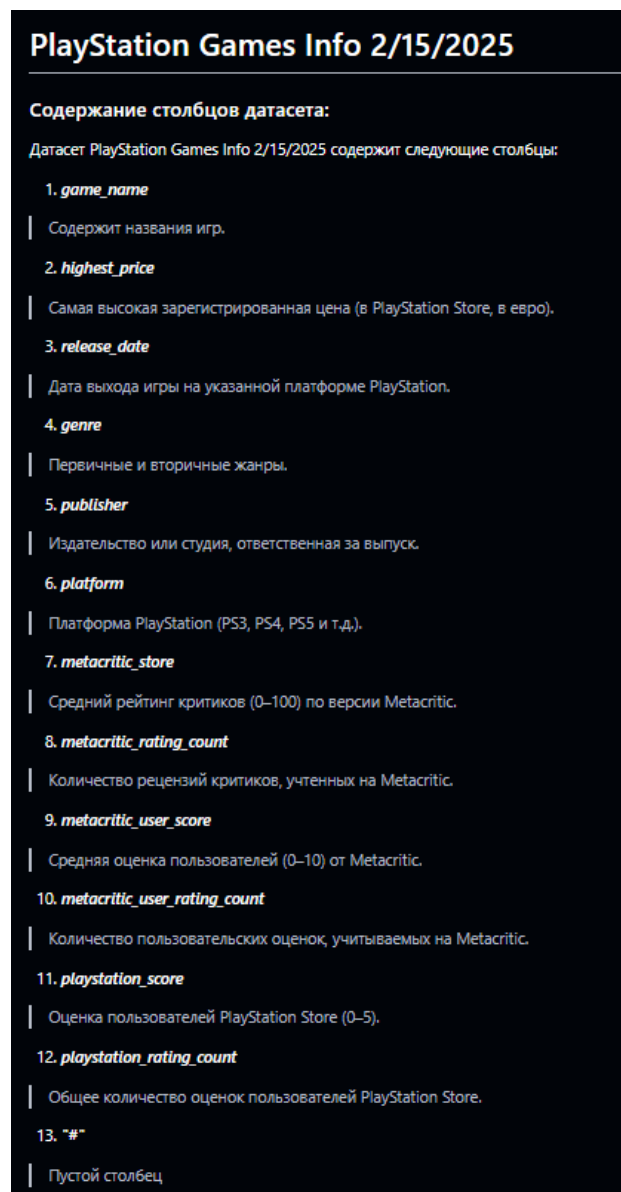 PlayStation Games Info 2/15/2025
Содержание столбцов датасета:
Датасет PlayStation Games Info 2/15/2025 содержит следующие столбцы:
1. game_name
Содержит названия игр.
2. highest_price
Самая высокая зарегистрированная цена (в PlayStation Store, в евро).
3. release_date
Дата выхода игры на указанной платформе PlayStation.
4. genre
Первичные и вторичные жанры.
5. publisher
Издательство или студия, ответственная за выпуск.
6. platform
Платформа PlayStation (PS3, PS4, PS5 и т.д.).
7. metacritic_store
Средний рейтинг критиков (0–100) по версии Metacritic.
8. metacritic_rating_count
Количество рецензий критиков, учтенных на Metacritic.
9. metacritic_user_score
Средняя оценка пользователей (0–10) от Metacritic.
10. metacritic_user_rating_count
Количество пользовательских оценок, учитываемых на Metacritic.
11. playstation_score
Оценка пользователей PlayStation Store (0–5).
12. playstation_rating_count
Общее количество оценок пользователей PlayStation Store.
13. "#"
Пустой столбец